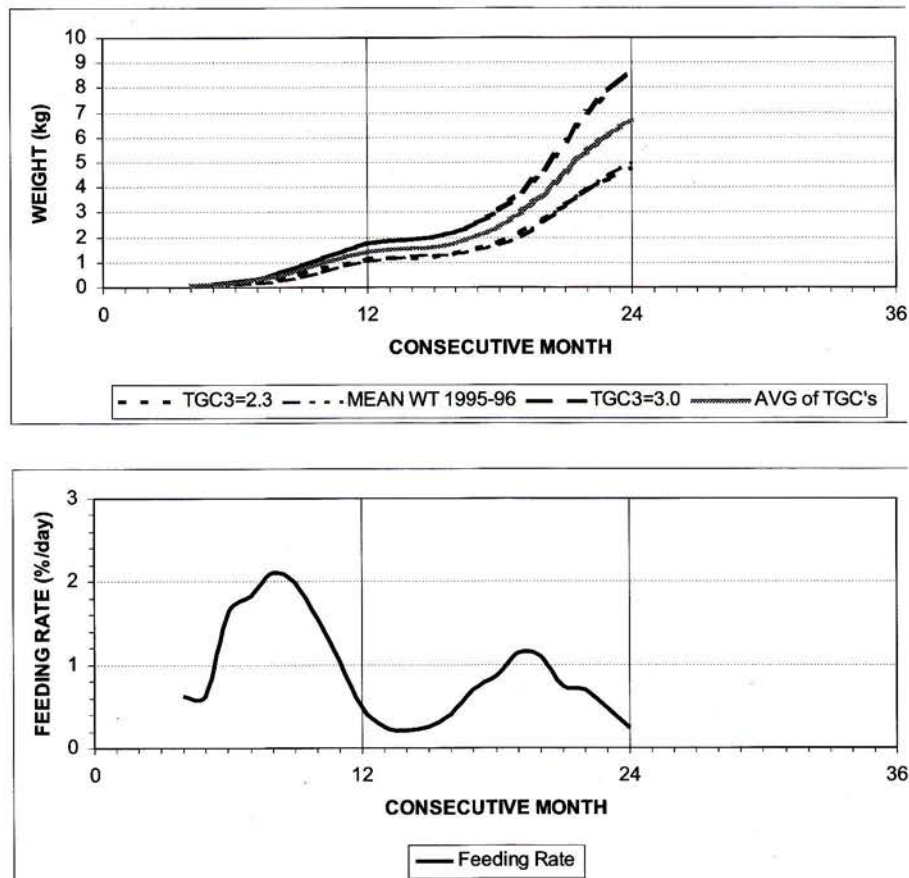 10
9
8
7
6
5
4
3
2
1
0
WEIGHT (kg)
0 12 24 36
CONSECUTIVE MONTH
TGC3=2.3 MEAN WT 1995-96 TGC3=3.0 AVG of TGC's
3
2
1
0
FEEDING RATE (%/day)
0 12 24 36
CONSECUTIVE MONTH
Feeding Rate